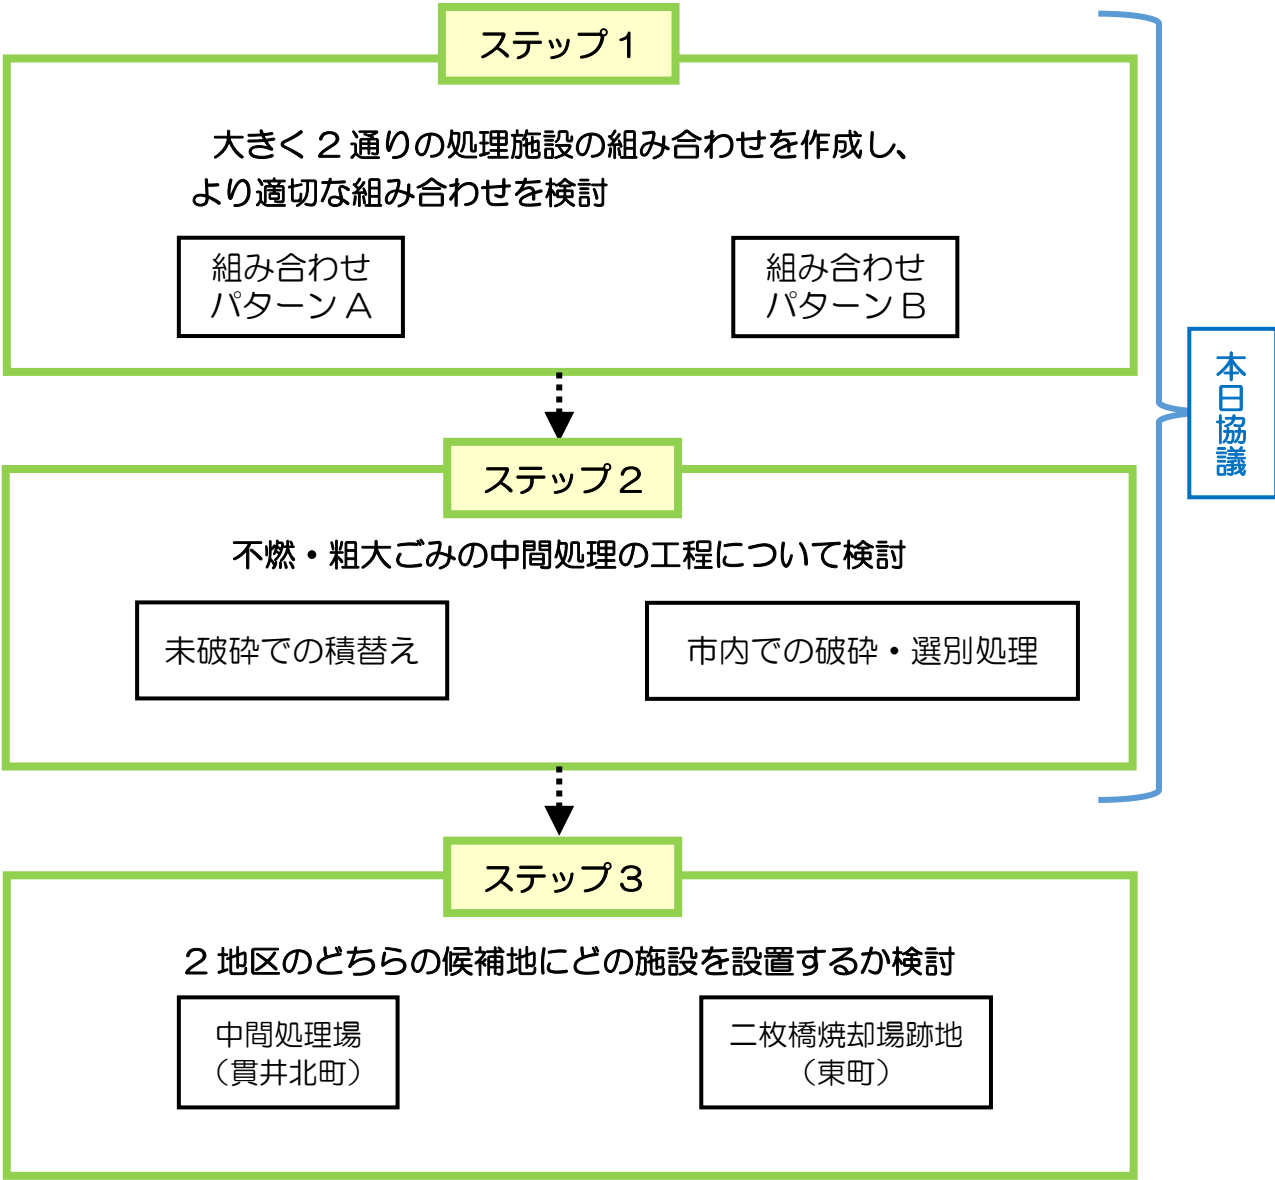 ステップ１
大きく２通りの処理施設の組み合わせを作成し、
より適切な組み合わせを検討
組み合わせ
パターンＡ
組み合わせ
パターンＢ
本日協議
ステップ２
不燃・粗大ごみの中間処理の工程について検討
未破砕での積替え
市内での破砕・選別処理
ステップ３
２地区のどちらの候補地にどの施設を設置するか検討
中間処理場
（貫井北町）
二枚橋焼却場跡地
（東町）